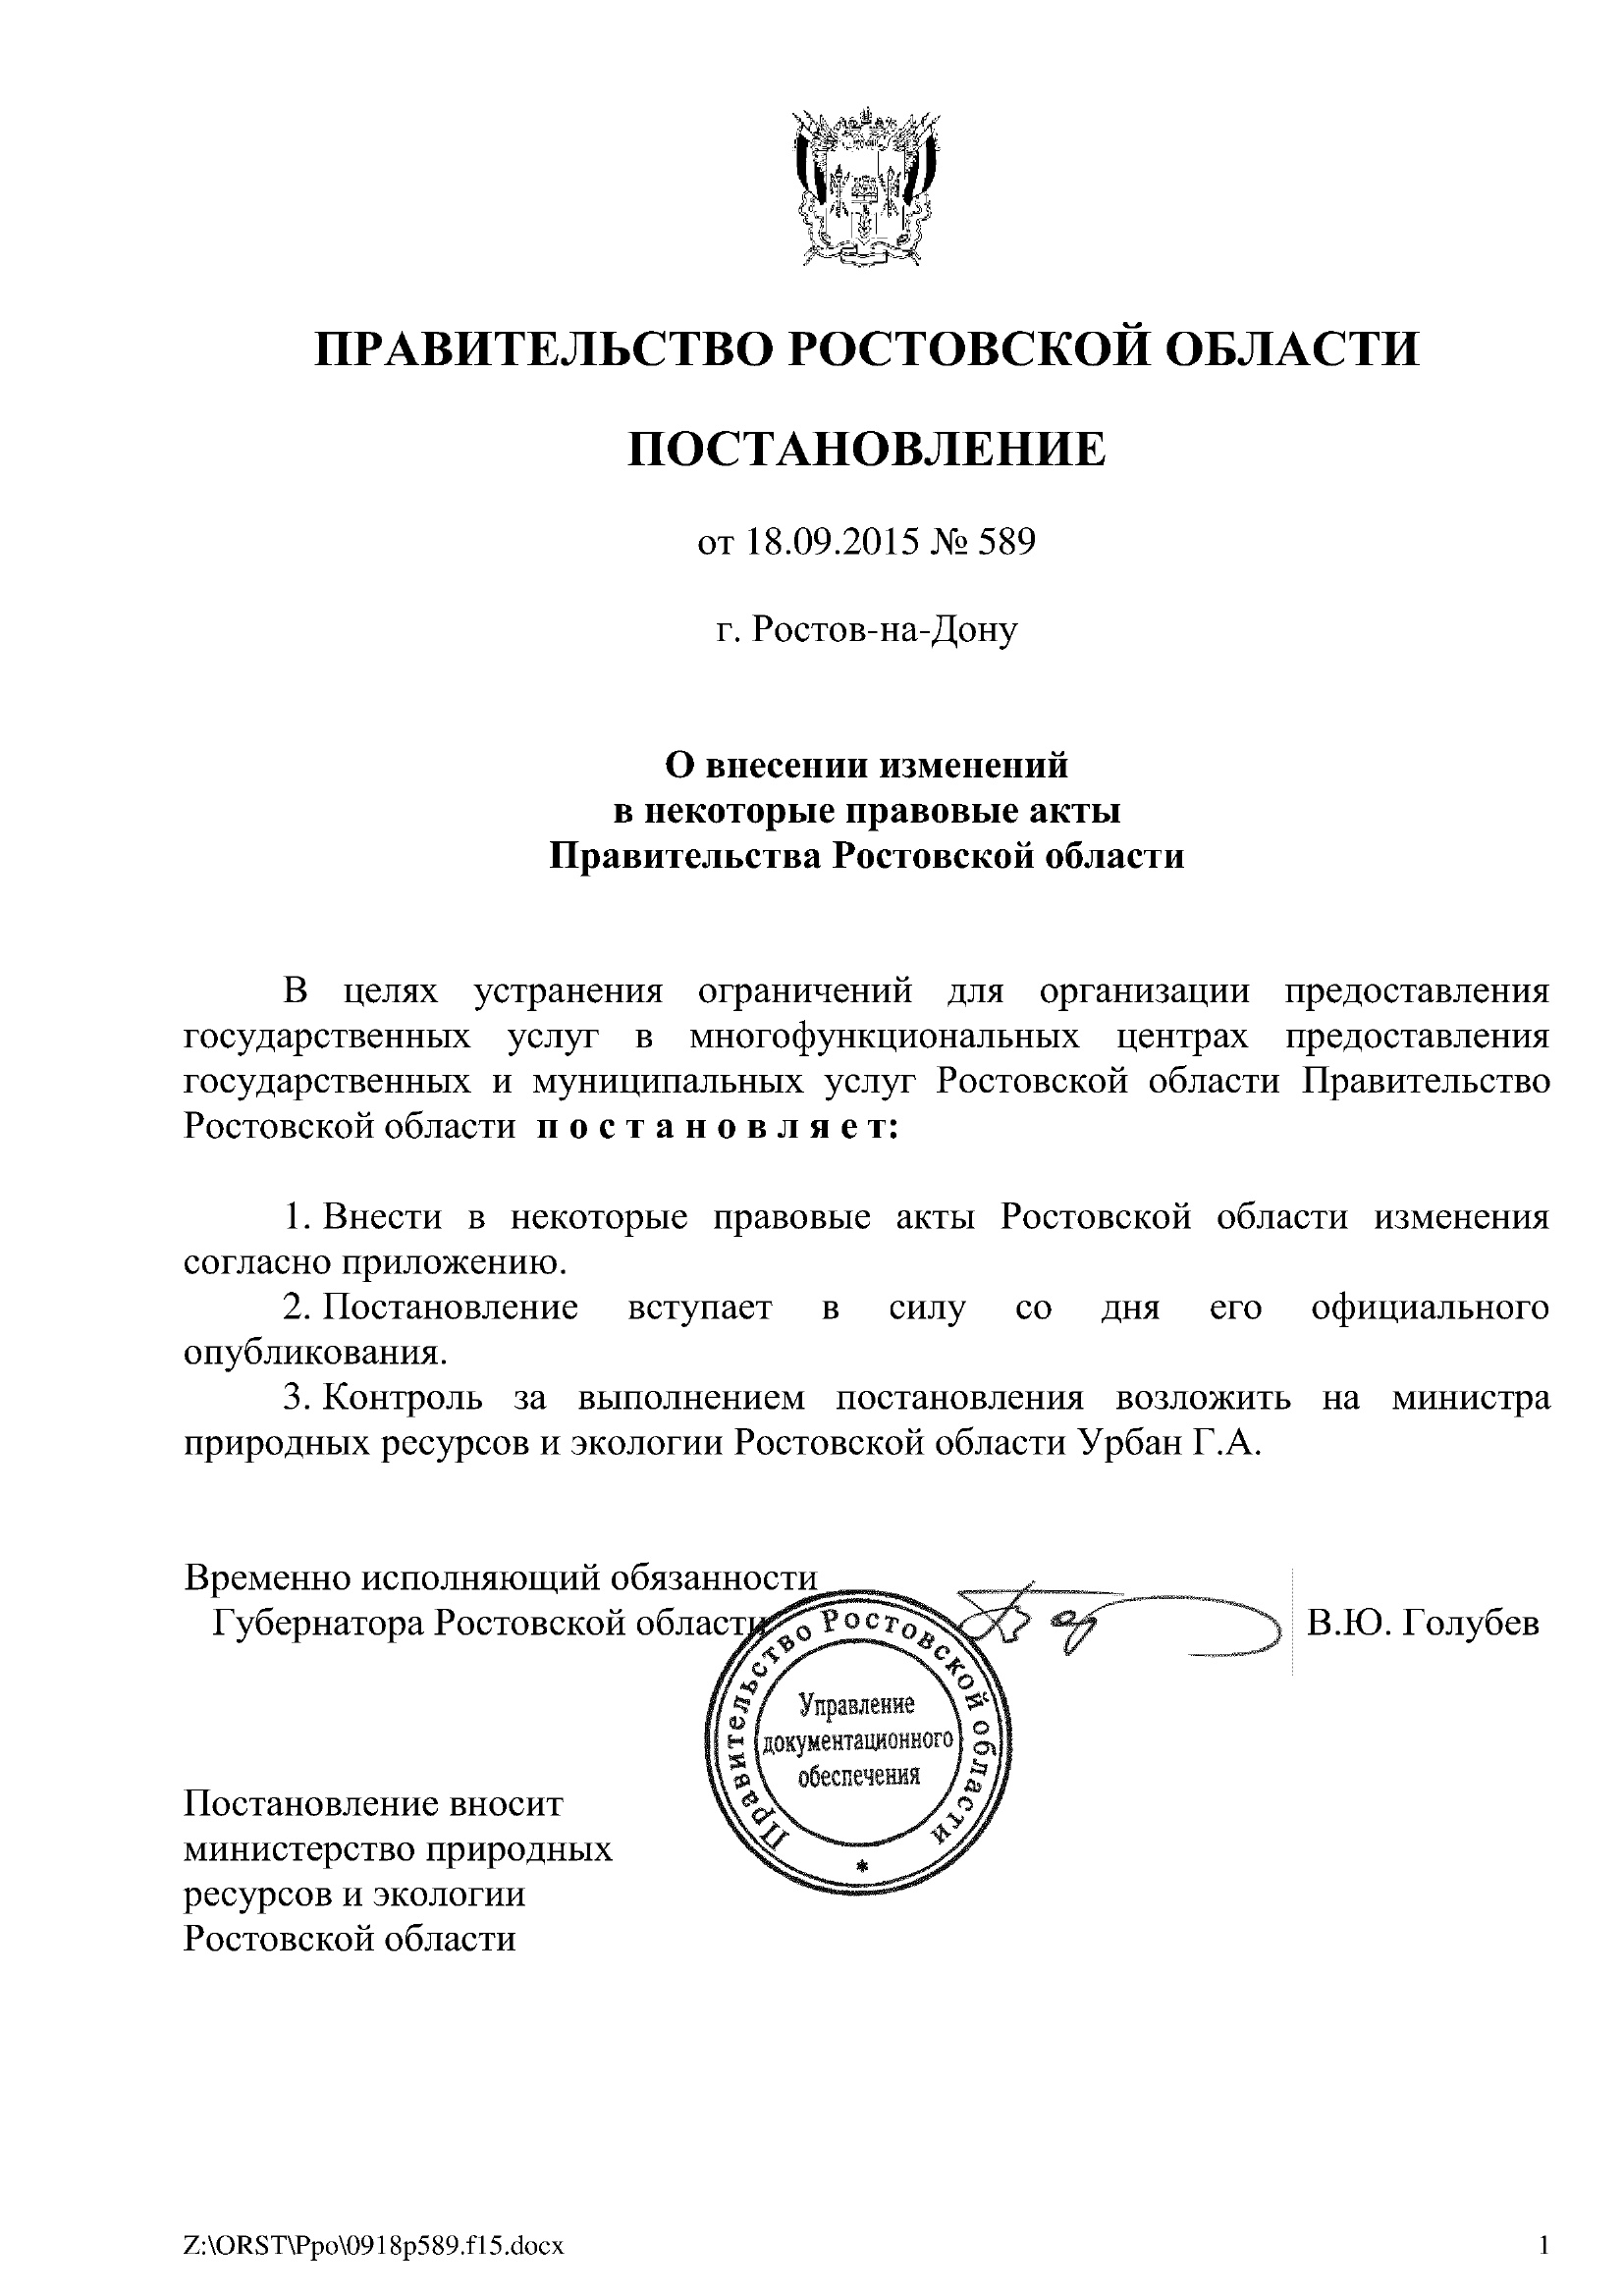 ПРАВИТЕЛЬСТВО РОСТОВСКОЙ ОБЛАСТИ
ПОСТАНОВЛЕНИЕ
от 18.09.2015 № 589
г. Ростов-на-Дону
О внесении изменений
в некоторые правовые акты
Правительства Ростовской области
В целях устранения ограничений для организации предоставления
государственных услуг в многофункциональных центрах предоставления
государственных и муниципальных услуг Ростовской области Правительство
Ростовской области п о с т а н о в л я е т:
1. Внести в некоторые правовые акты Ростовской области изменения
согласно приложению.
2. Постановление вступает в силу со дня его официального
опубликования.
3. Контроль за выполнением постановления возложить на министра
природных ресурсов и экологии Ростовской области Урбан Г.А.
Временно исполняющий обязанности
Губернатора Ростовской области
В.Ю. Голубев
Правительство Ростовской области
Управление
документационного
обеспечения
*
Постановление вносит
министерство природных
ресурсов и экологии
Ростовской области
Z:\ORST\Ppo\0918p589.f15.docx
1